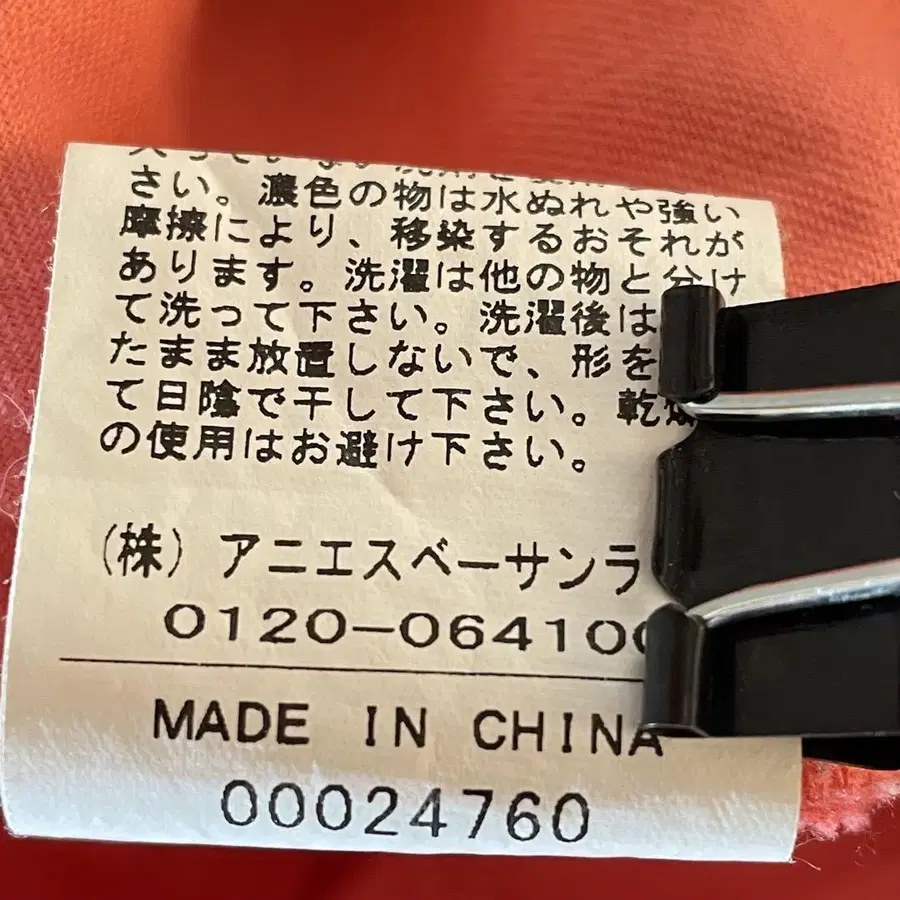 さい。濃色の物は水ぬれや強い
摩擦により、移染するおそれが
あります。洗濯は他の物と分け
て洗って下さい。洗濯後は
たまま放置しないで、形を
て日陰で干して下さい。乾燥
の使用はお避け下さい。
(株)アニエスベーサンラ
0120-064100
MADE IN CHINA
00024760